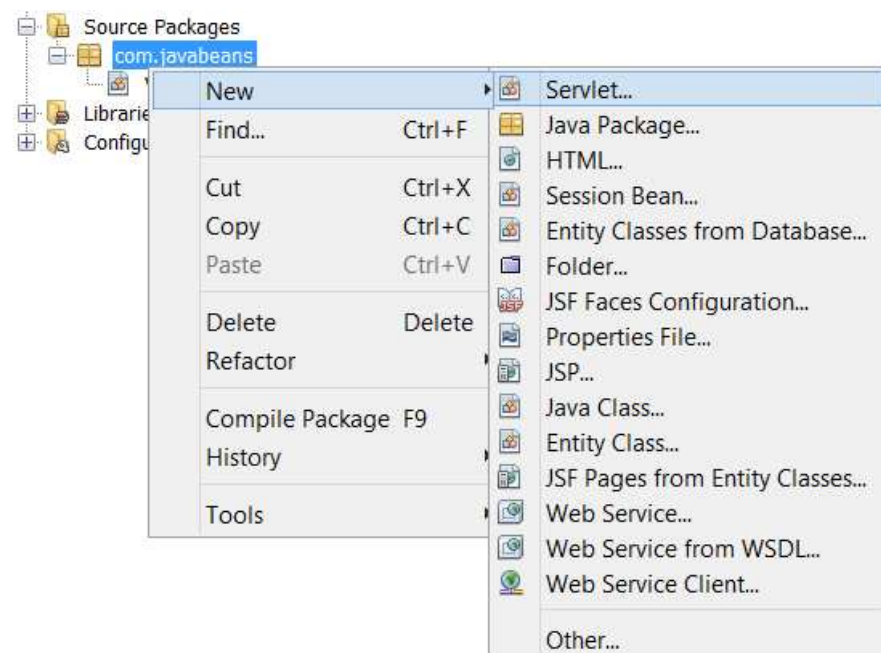 Source Packages
com.javabeans
Librarie
Configu
New
Find... Ctrl+F
Cut Ctrl+X
Copy Ctrl+C
Paste Ctrl+V
Delete Delete
Refactor
Compile Package F9
History
Tools
Servlet...
Java Package...
HTML...
Session Bean...
Entity Classes from Database...
Folder...
JSF Faces Configuration...
Properties File...
JSP...
Java Class...
Entity Class...
JSF Pages from Entity Classes...
Web Service...
Web Service from WSDL...
Web Service Client...
Other...